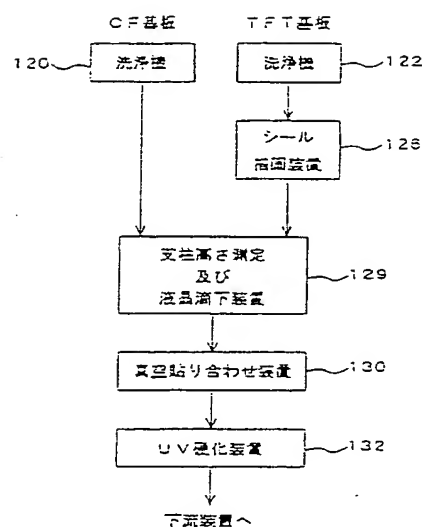 CF基板 TFT基板
120 洗浄機 洗浄機 122
シール
描画装置 128
支柱高さ測定
及び
液晶滴下装置 129
真空貼り合わせ装置 130
UV硬化装置 132
下流装置へ